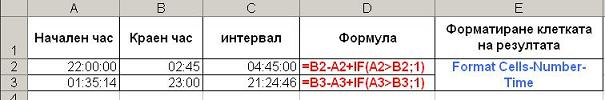 A B C D E
1 Начален час Краен час интервал Формула Форматиране клетката на резултата
2 22:00:00 02:45 04:45:00 =B2-A2+IF(A2>B2;1) Format Cells-Number-Time
3 01:35:14 23:00 21:24:46 =B3-A3+IF(A3>B3;1)